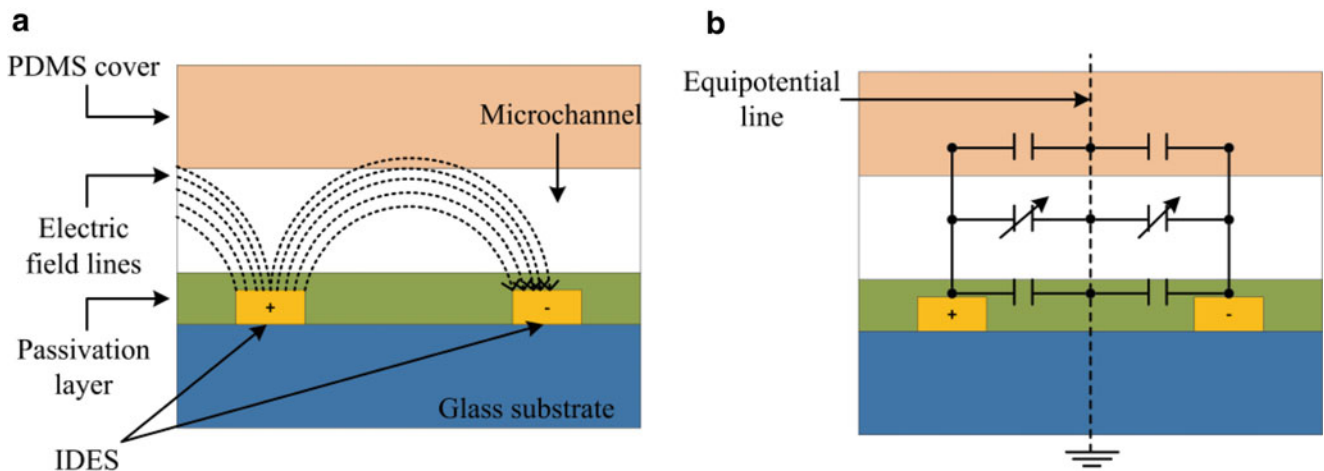 a
PDMS cover
Microchannel
Electric
field lines
Passivation
layer
IDES
Glass substrate
+
-
b
Equipotential
line
+
-